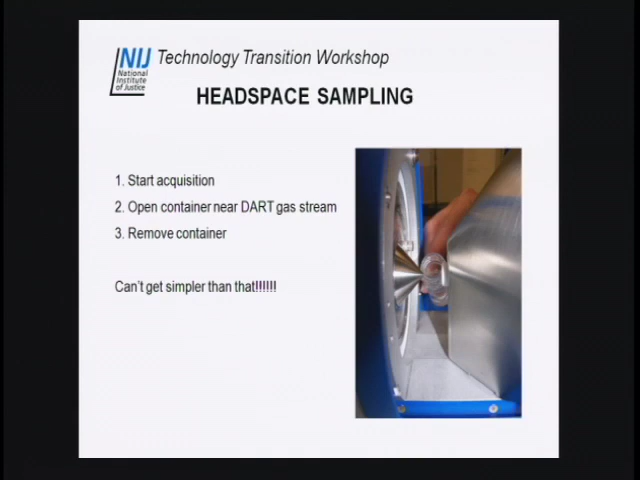 NIJ
National
Institute
of Justice
Technology Transition Workshop
HEADSPACE SAMPLING
1. Start acquisition
2. Open container near DART gas stream
3. Remove container
Can't get simpler than that!!!!!!